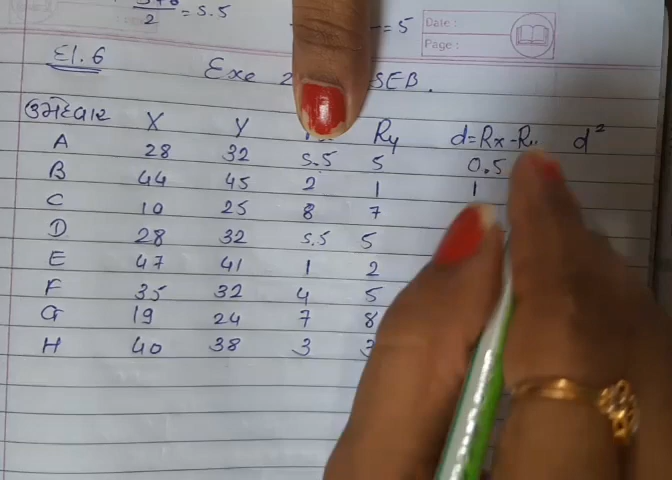 2 = 5.5
= 5
Date :
Page :
દા. 6
Exe 2 SEB.
ઉમેદવાર X Y Ry d=Rx-Ry d²
A 28 32 5.5 5 0.5
B 44 45 2 1 1
C 10 25 8 7
D 28 32 5.5 5
E 47 41 1 2
F 35 32 4 5
G 19 24 7 8
H 40 38 3